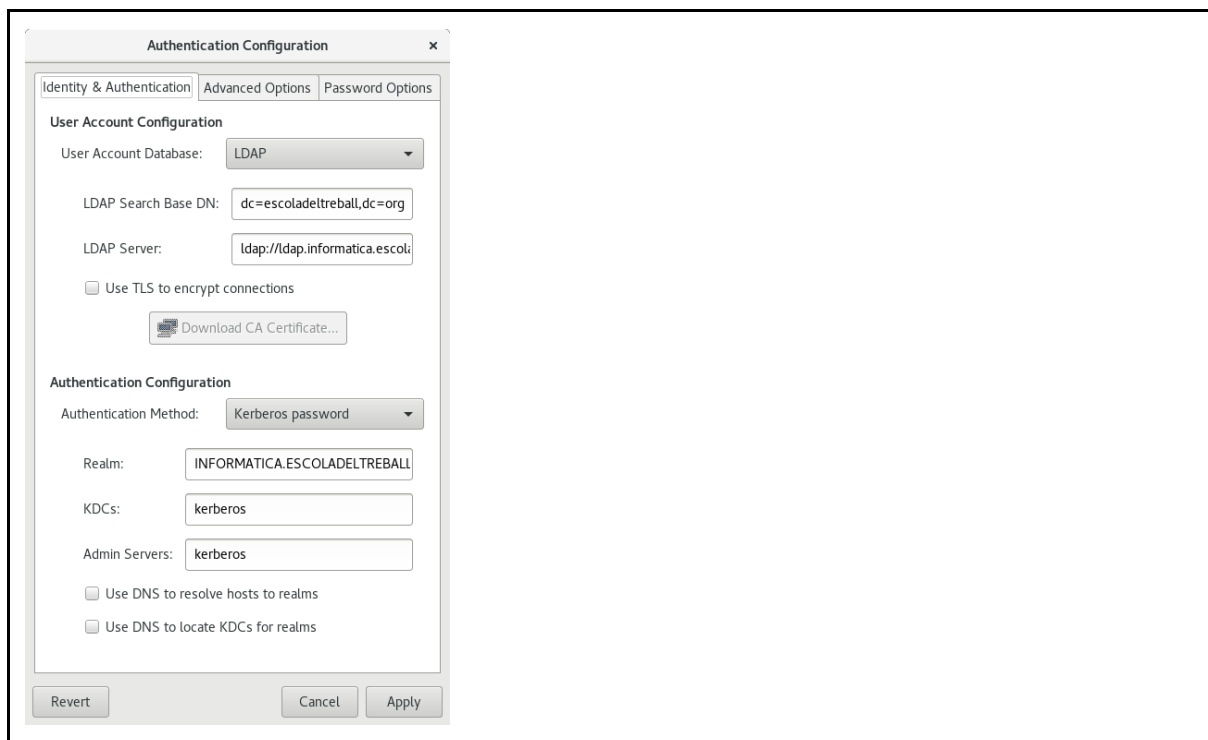 Authentication Configuration ×
Identity & Authentication Advanced Options Password Options
User Account Configuration
User Account Database: LDAP
LDAP Search Base DN: dc=escoladeltreball,dc=org
LDAP Server: ldap://ldap.informatica.escola
Use TLS to encrypt connections
Download CA Certificate...
Authentication Configuration
Authentication Method: Kerberos password
Realm: INFORMATICA.ESCOLADELTREBALL
KDCs: kerberos
Admin Servers: kerberos
Use DNS to resolve hosts to realms
Use DNS to locate KDCs for realms
Revert Cancel Apply